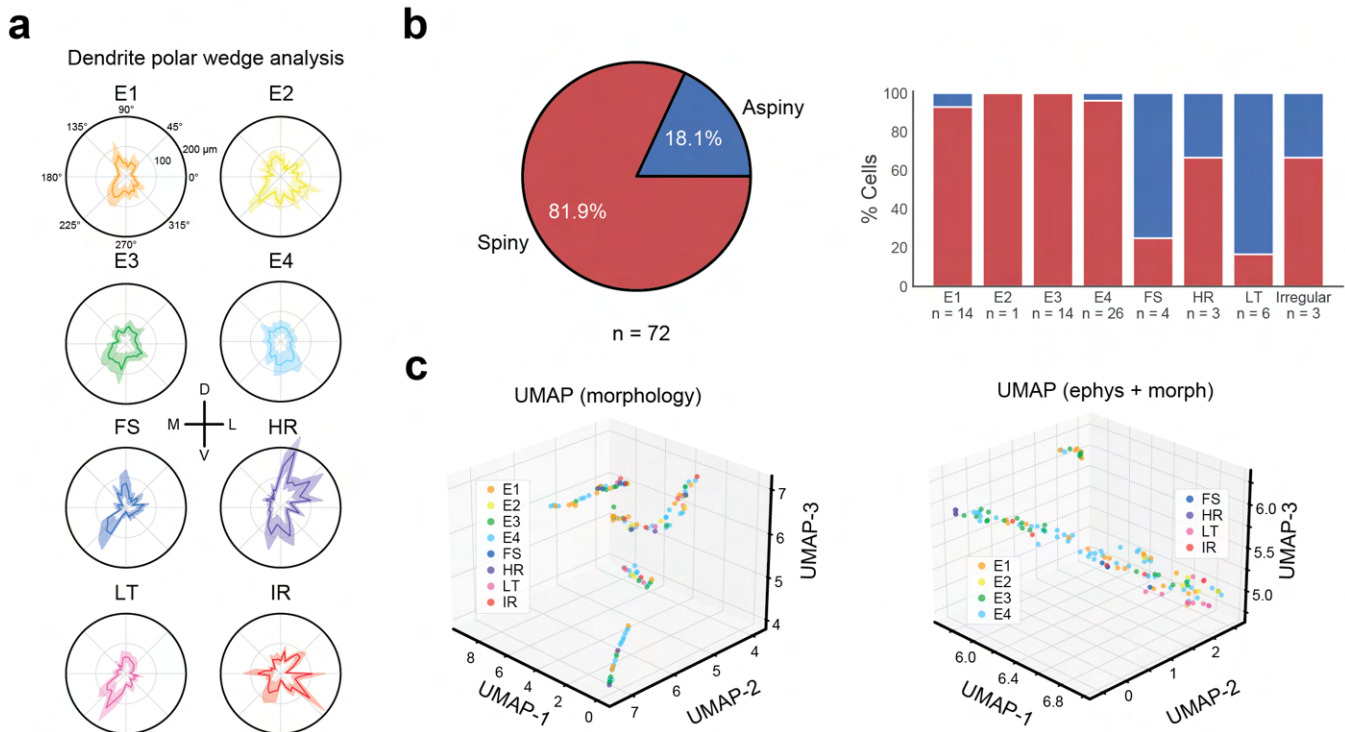 a
Dendrite polar wedge analysis
E1
E2
90°
135°
45°
200 µm
100
180°
0°
225°
315°
270°
E3
E4
D
M
L
V
FS
HR
LT
IR
b
Aspiny
18.1%
81.9%
Spiny
n = 72
% Cells
100
80
60
40
20
0
E1 E2 E3 E4 FS HR LT Irregular
n = 14 n = 1 n = 14 n = 26 n = 4 n = 3 n = 6 n = 3
c
UMAP (morphology)
E1
E2
E3
E4
FS
HR
LT
IR
7
6
5
4
UMAP-3
8
6
4
2
0
UMAP-1
7
6
5
4
UMAP-2
UMAP (ephys + morph)
FS
HR
LT
IR
E1
E2
E3
E4
6.0
5.5
5.0
UMAP-3
6.0
6.4
6.8
UMAP-1
0
1
2
UMAP-2